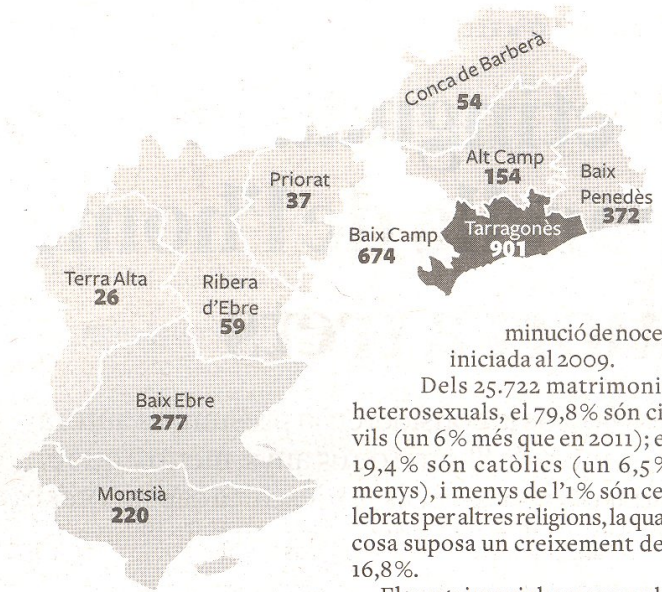 Conca de Barberà
54
Alt Camp
154
Baix
Penedès
372
Priorat
37
Baix Camp
674
Tarragonès
901
Terra Alta
26
Ribera
d'Ebre
59
Baix Ebre
277
Montsià
220
minució de noce
iniciada al 2009.
Dels 25.722 matrimoni
heterosexuals, el 79,8% són ci
vils (un 6% més que en 2011); e
19,4% són catòlics (un 6,5%
menys), i menys de l'1% són ce
lebrats per altres religions, la qua
cosa suposa un creixement de
16,8%.